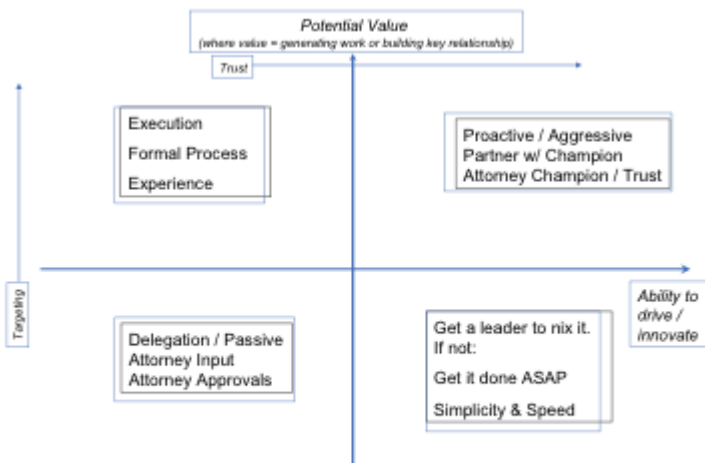 Potential Value
(where value = generating work or building key relationship)
Trust
Execution
Formal Process
Experience
Proactive / Aggressive
Partner w/ Champion
Attorney Champion / Trust
Targeting
Ability to
drive /
innovate
Delegation / Passive
Attorney Input
Attorney Approvals
Get a leader to nix it.
If not:
Get it done ASAP
Simplicity & Speed